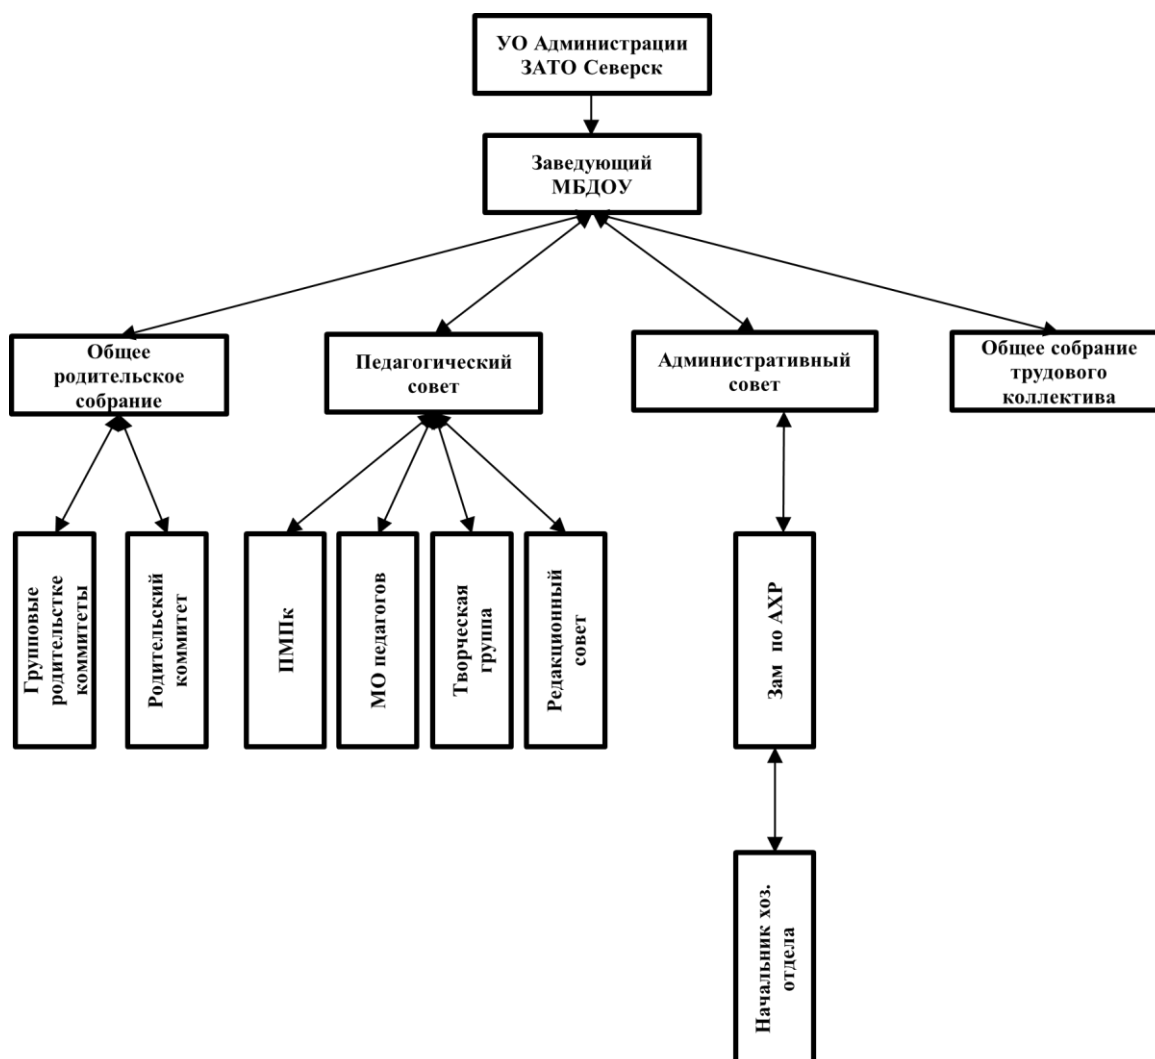 УО Администрации
ЗАТО Северск
Заведующий
МБДОУ
Общее
родительское
собрание
Педагогический
совет
Административный
совет
Общее собрание
трудового
коллектива
Групповые
родительстке
коммитеты
Родительский
коммитет
ПМПк
МО педагогов
Творческая
группа
Редакционный
совет
Зам по АХР
Начальник хоз.
отдела